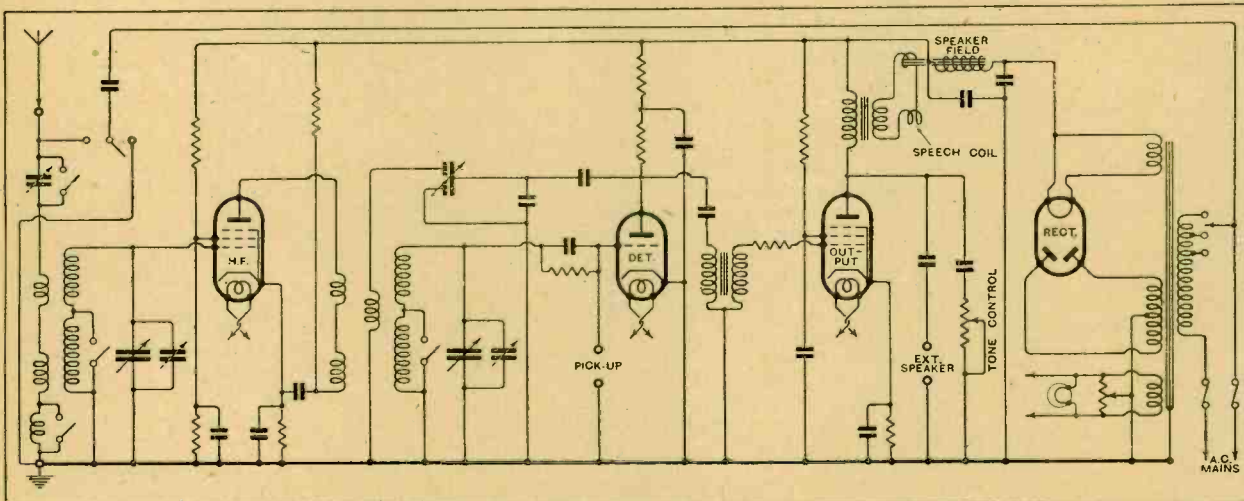 SPEAKER
FIELD
SPEECH COIL
H.F.
DET.
OUT-
PUT
RECT.
PICK-UP
EXT.
SPEAKER
TONE CONTROL
A.C.
MAINS